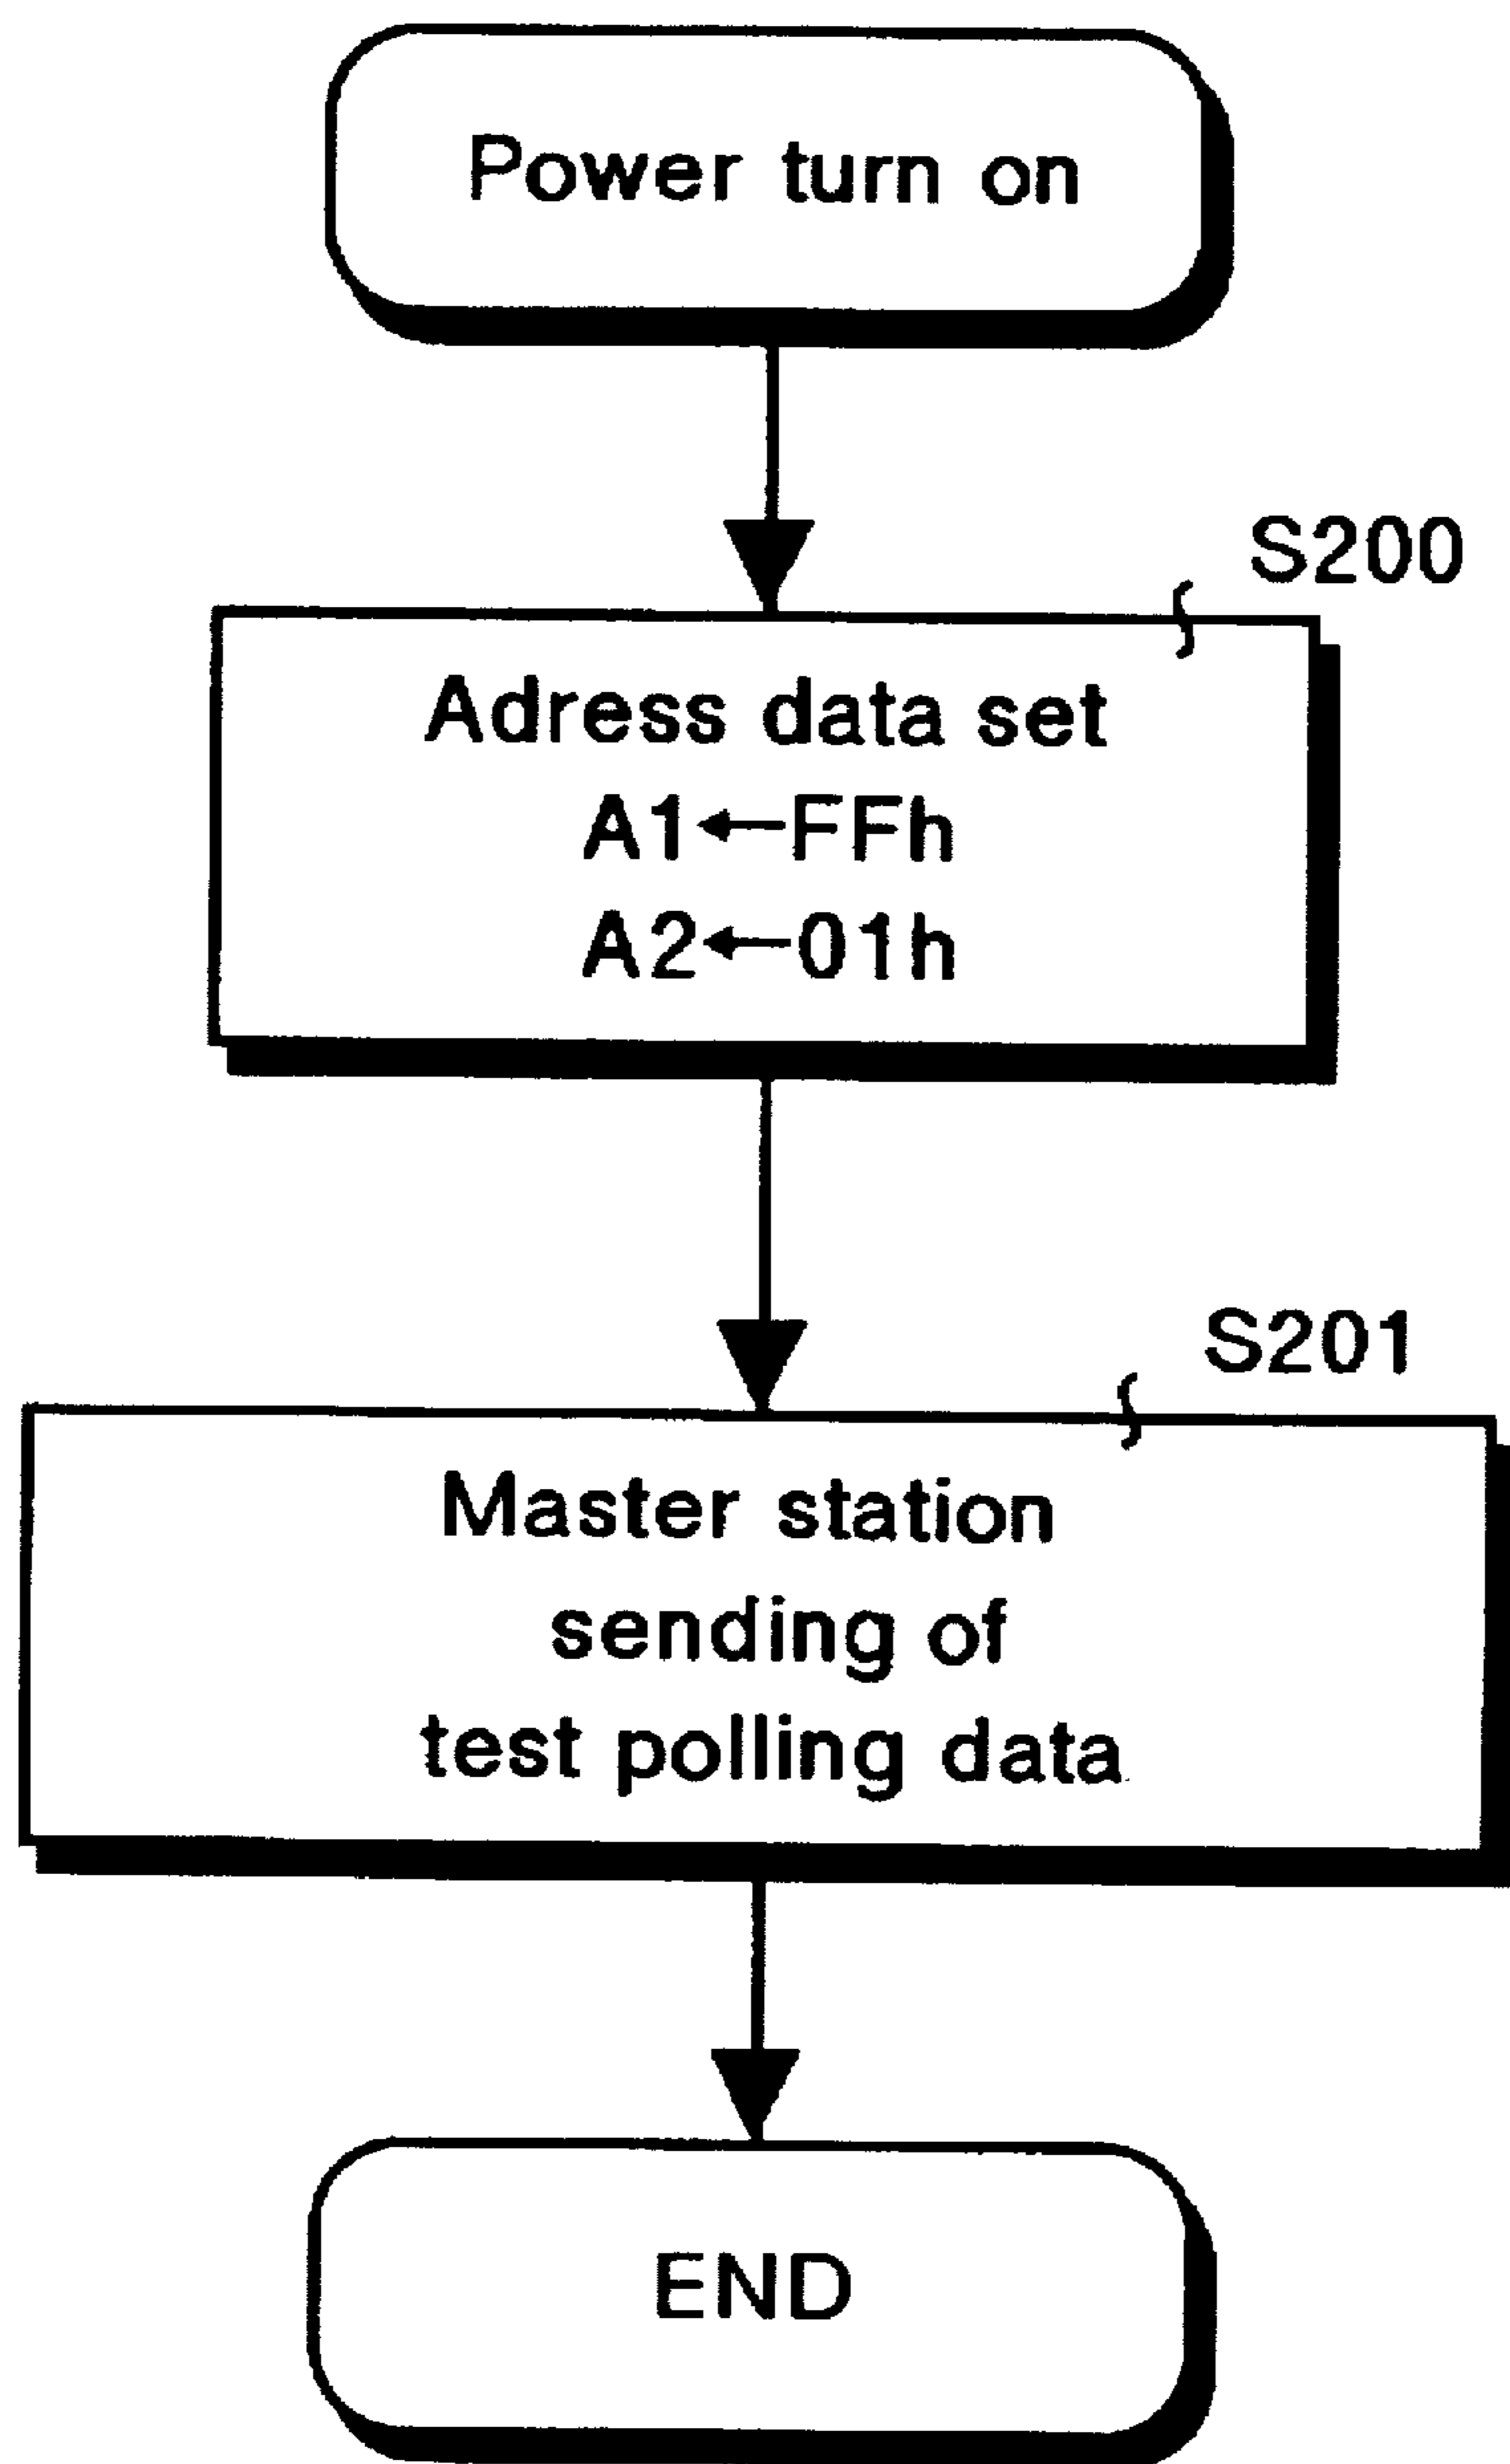 Power turn on
S200
Adress data set
A1←FFh
A2←01h
S201
Master station
sending of
test polling data
END